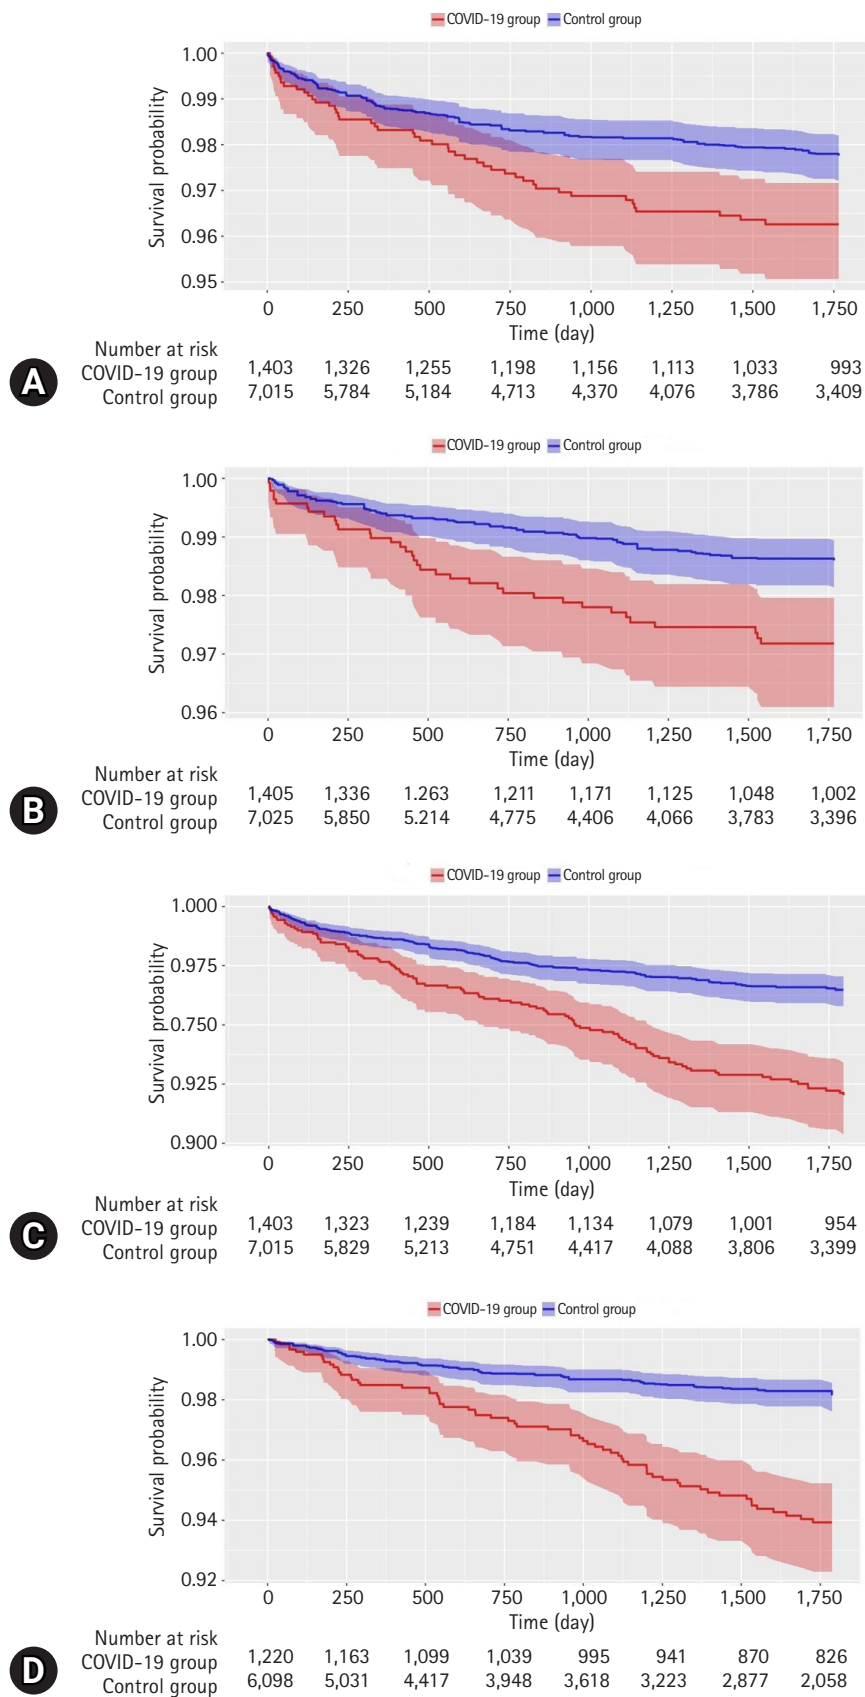 COVID-19 group Control group
Survival probability
1.00
0.99
0.98
0.97
0.96
0.95
0 250 500 750 1,000 1,250 1,500 1,750
Time (day)
Number at risk
COVID-19 group 1,403 1,326 1,255 1,198 1,156 1,113 1,033 993
Control group 7,015 5,784 5,184 4,713 4,370 4,076 3,786 3,409
A
COVID-19 group Control group
Survival probability
1.00
0.99
0.98
0.97
0.96
0 250 500 750 1,000 1,250 1,500 1,750
Time (day)
Number at risk
COVID-19 group 1,405 1,336 1.263 1,211 1,171 1,125 1,048 1,002
Control group 7,025 5,850 5.214 4,775 4,406 4,066 3,783 3,396
B
COVID-19 group Control group
Survival probability
1.000
0.975
0.750
0.925
0.900
0 250 500 750 1,000 1,250 1,500 1,750
Time (day)
Number at risk
COVID-19 group 1,403 1,323 1,239 1,184 1,134 1,079 1,001 954
Control group 7,015 5,829 5,213 4,751 4,417 4,088 3,806 3,399
C
COVID-19 group Control group
Survival probability
1.00
0.98
0.96
0.94
0.92
0 250 500 750 1,000 1,250 1,500 1,750
Time (day)
Number at risk
COVID-19 group 1,220 1,163 1,099 1,039 995 941 870 826
Control group 6,098 5,031 4,417 3,948 3,618 3,223 2,877 2,058
D